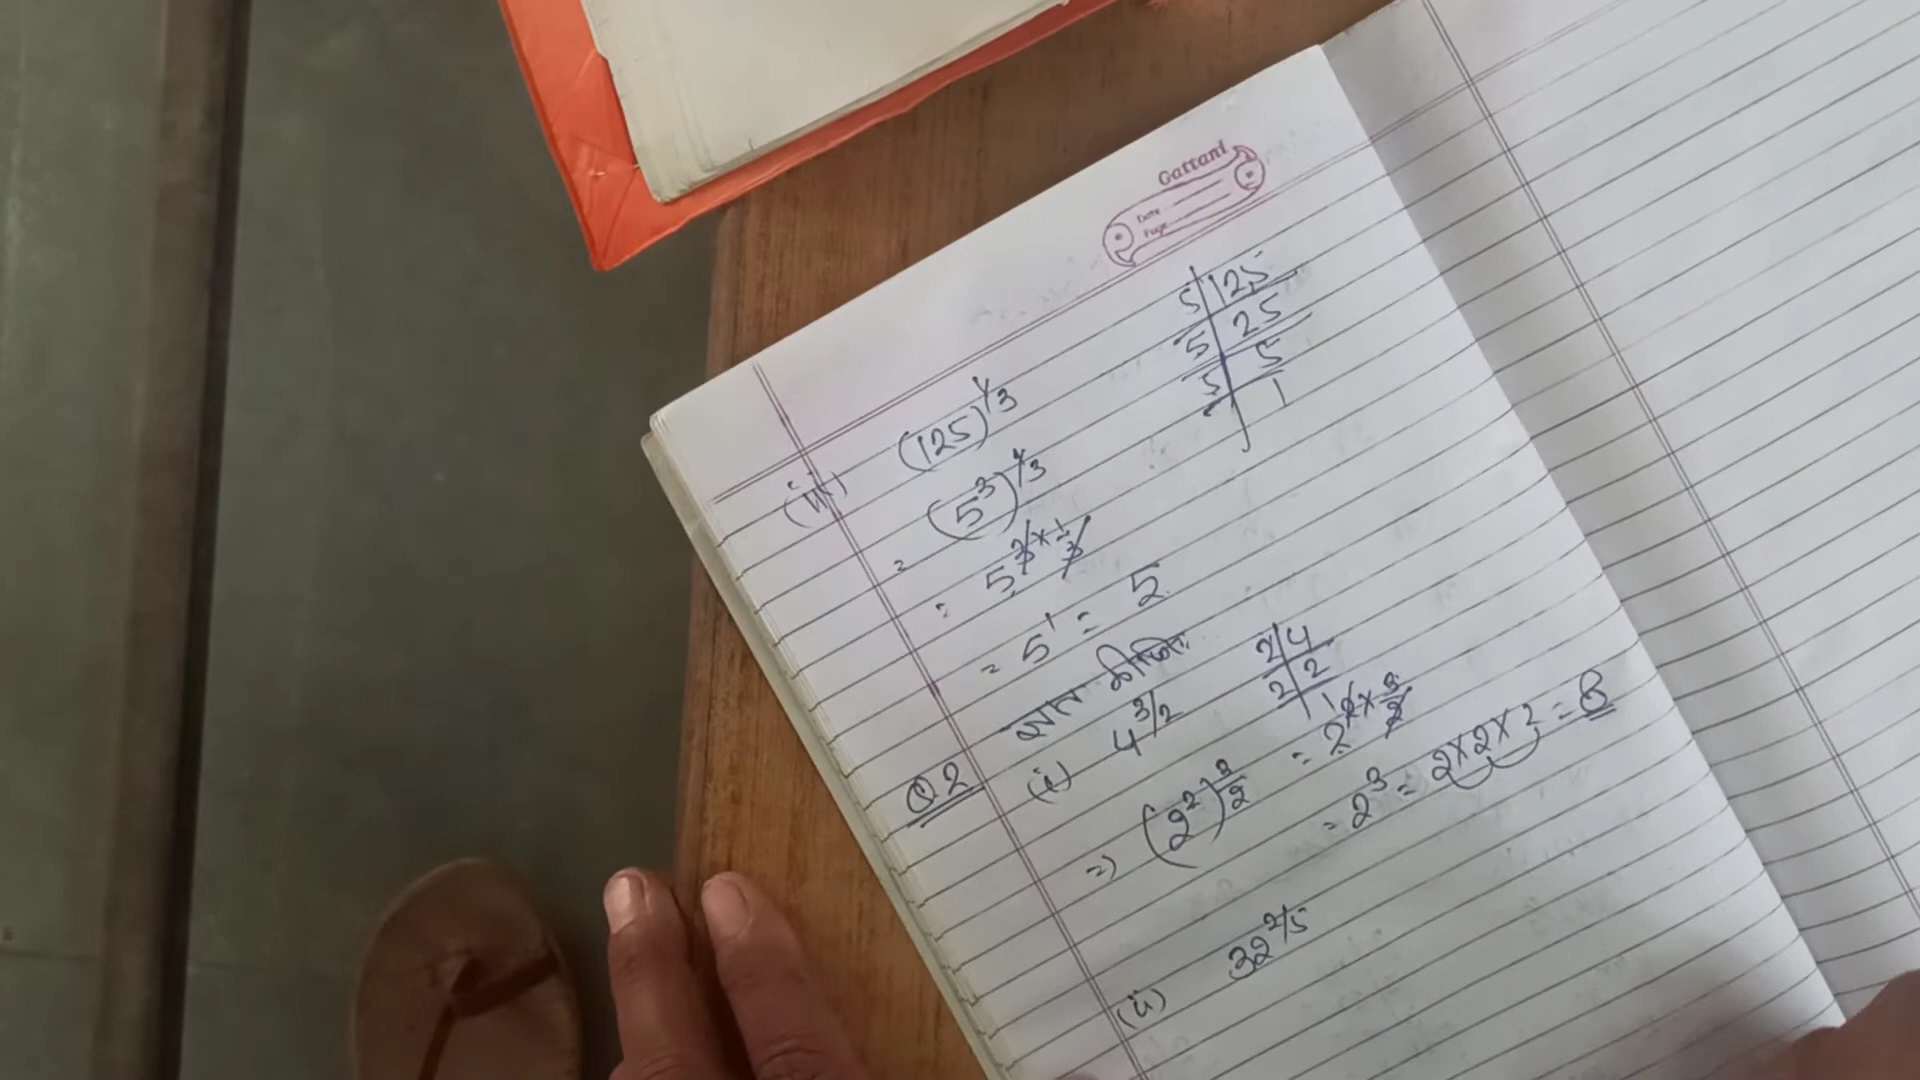 Gattani
Date
Page
5 | 125
5 | 25
5 | 5
1
(iii) (125)^1/3
= (5^3)^1/3
= 5^3×1/3
= 5^1 = 5
Q.2 मान कीजिए
(i) 4^3/2
2 | 4
2 | 2
1
=) (2^2)^3/2 = 2^2×3/2
= 2^3 = 2×2×2 = 8
(ii) 32^2/5